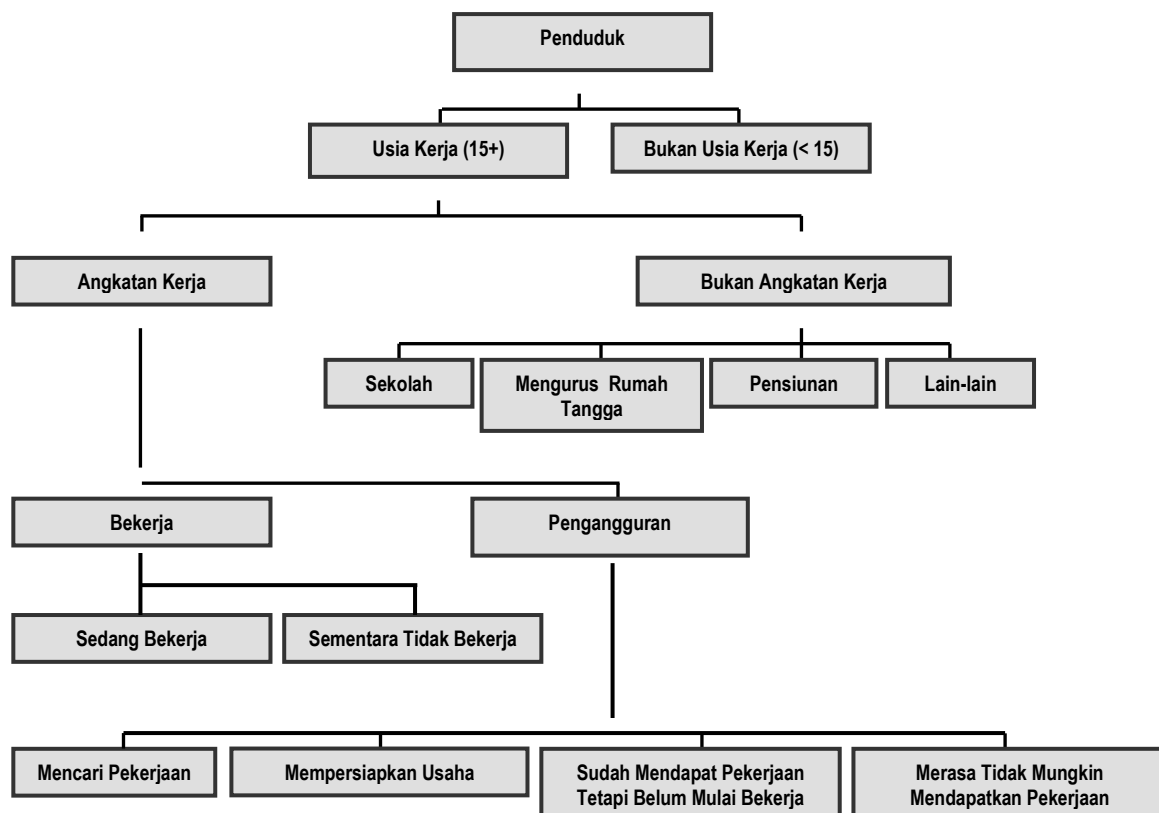 Penduduk
Usia Kerja (15+)
Bukan Usia Kerja (< 15)
Angkatan Kerja
Bukan Angkatan Kerja
Sekolah
Mengurus Rumah
Tangga
Pensiunan
Lain-lain
Bekerja
Pengangguran
Sedang Bekerja
Sementara Tidak Bekerja
Mencari Pekerjaan
Mempersiapkan Usaha
Sudah Mendapat Pekerjaan
Tetapi Belum Mulai Bekerja
Merasa Tidak Mungkin
Mendapatkan Pekerjaan